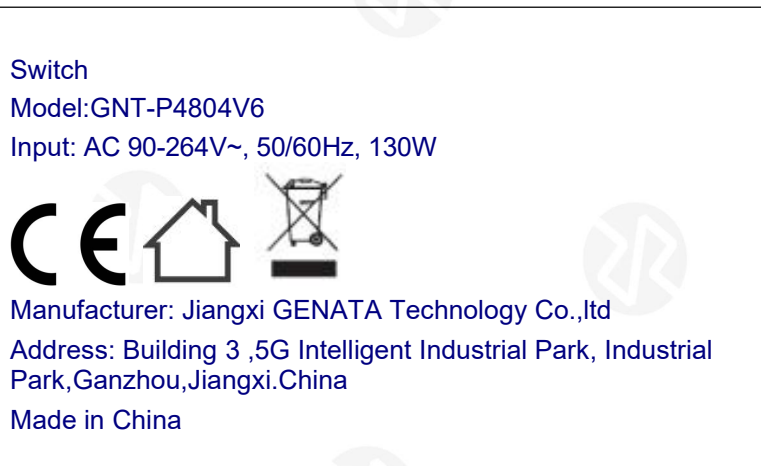 Switch
Model:GNT-P4804V6
Input: AC 90-264V~, 50/60Hz, 130W
CE
Manufacturer: Jiangxi GENATA Technology Co.,ltd
Address: Building 3 ,5G Intelligent Industrial Park, Industrial
Park,Ganzhou,Jiangxi.China
Made in China